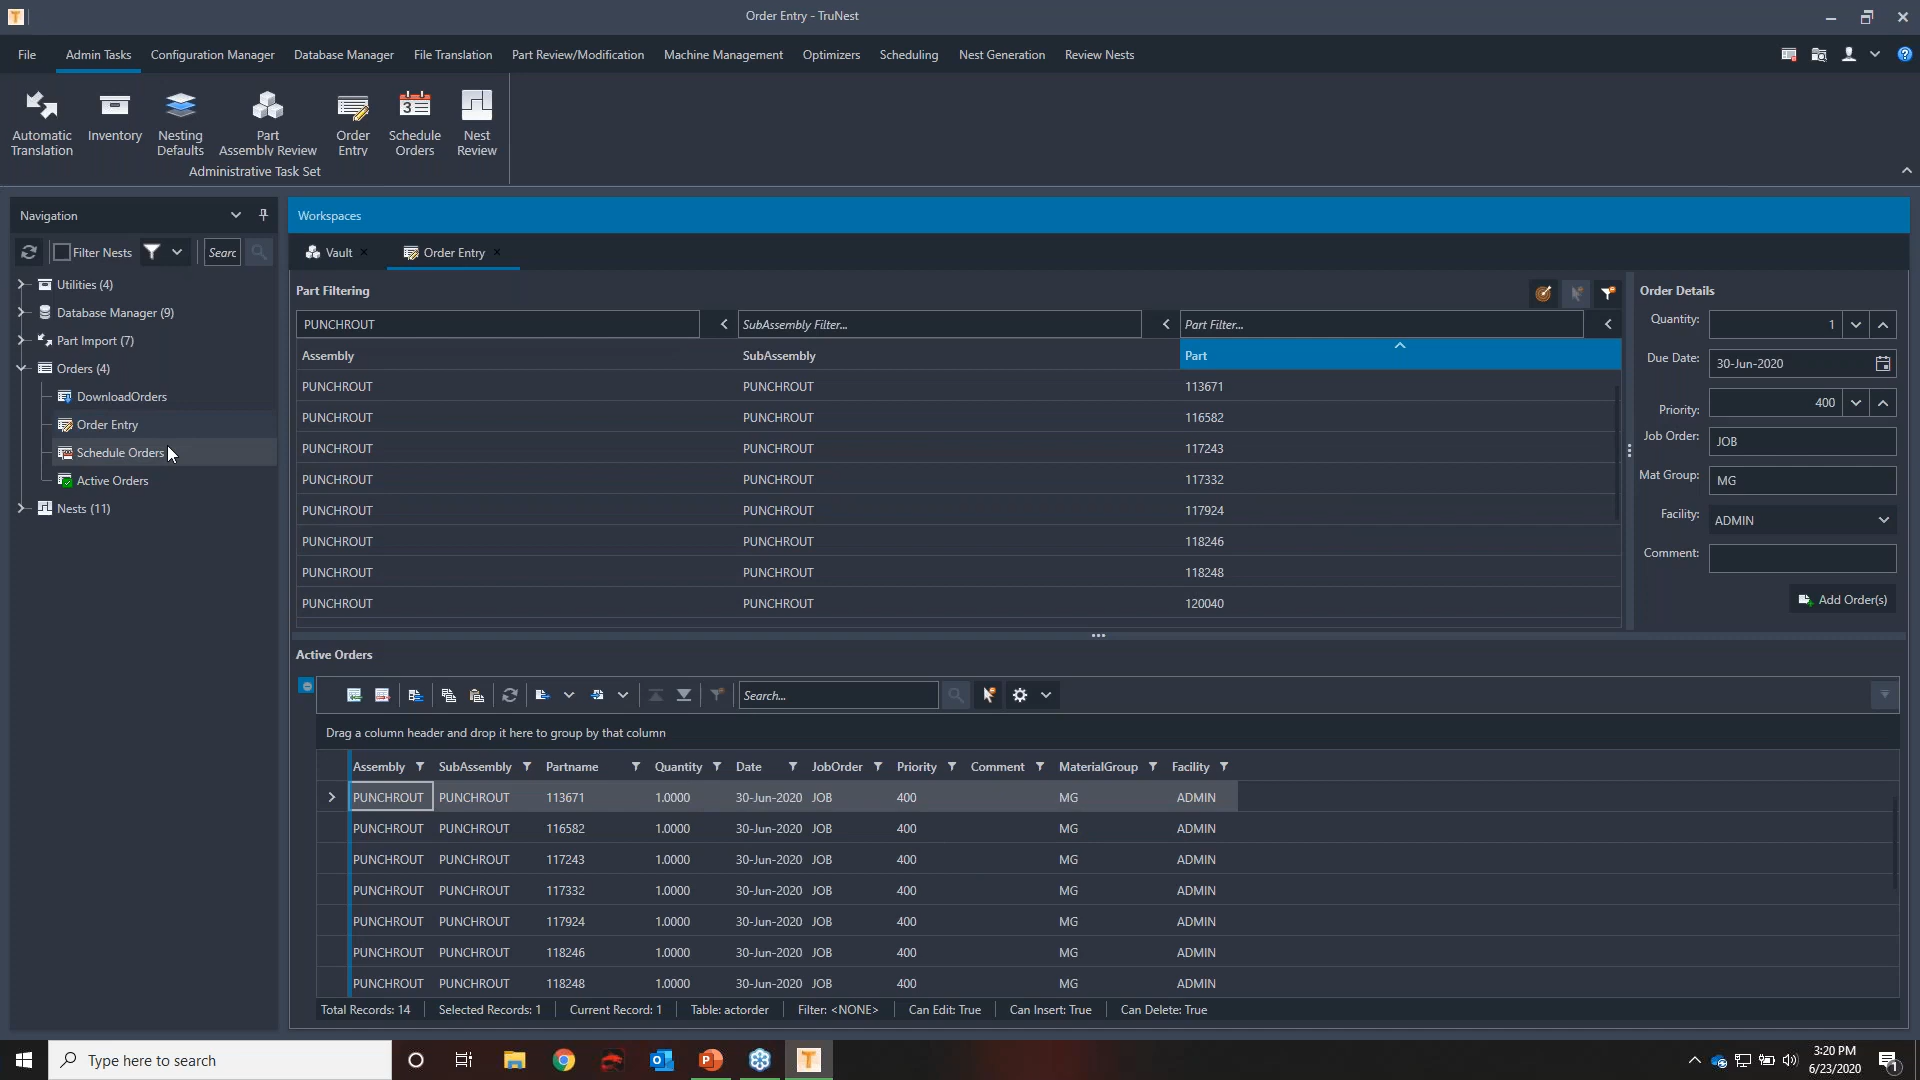 T
Order Entry - TruNest
File Admin Tasks Configuration Manager Database Manager File Translation Part Review/Modification Machine Management Optimizers Scheduling Nest Generation Review Nests
Automatic Translation
Inventory
Nesting Defaults
Part Assembly Review
Order Entry
3
Schedule Orders
Nest Review
Administrative Task Set
Navigation
Filter Nests
Searc
Utilities (4)
Database Manager (9)
Part Import (7)
Orders (4)
DownloadOrders
Order Entry
Schedule Orders
Active Orders
Nests (11)
Workspaces
Vault × Order Entry ×
Part Filtering
PUNCHROUT SubAssembly Filter... Part Filter...
Assembly SubAssembly Part
PUNCHROUT PUNCHROUT 113671
PUNCHROUT PUNCHROUT 116582
PUNCHROUT PUNCHROUT 117243
PUNCHROUT PUNCHROUT 117332
PUNCHROUT PUNCHROUT 117924
PUNCHROUT PUNCHROUT 118246
PUNCHROUT PUNCHROUT 118248
PUNCHROUT PUNCHROUT 120040
Order Details
Quantity: 1
Due Date: 30-Jun-2020
Priority: 400
Job Order: JOB
Mat Group: MG
Facility: ADMIN
Comment:
Add Order(s)
Active Orders
Search...
Drag a column header and drop it here to group by that column
Assembly SubAssembly Partname Quantity Date JobOrder Priority Comment MaterialGroup Facility
PUNCHROUT PUNCHROUT 113671 1.0000 30-Jun-2020 JOB 400 MG ADMIN
PUNCHROUT PUNCHROUT 116582 1.0000 30-Jun-2020 JOB 400 MG ADMIN
PUNCHROUT PUNCHROUT 117243 1.0000 30-Jun-2020 JOB 400 MG ADMIN
PUNCHROUT PUNCHROUT 117332 1.0000 30-Jun-2020 JOB 400 MG ADMIN
PUNCHROUT PUNCHROUT 117924 1.0000 30-Jun-2020 JOB 400 MG ADMIN
PUNCHROUT PUNCHROUT 118246 1.0000 30-Jun-2020 JOB 400 MG ADMIN
PUNCHROUT PUNCHROUT 118248 1.0000 30-Jun-2020 JOB 400 MG ADMIN
Total Records: 14 Selected Records: 1 Current Record: 1 Table: actorder Filter: <NONE> Can Edit: True Can Insert: True Can Delete: True
Type here to search
T
3:20 PM
6/23/2020
1